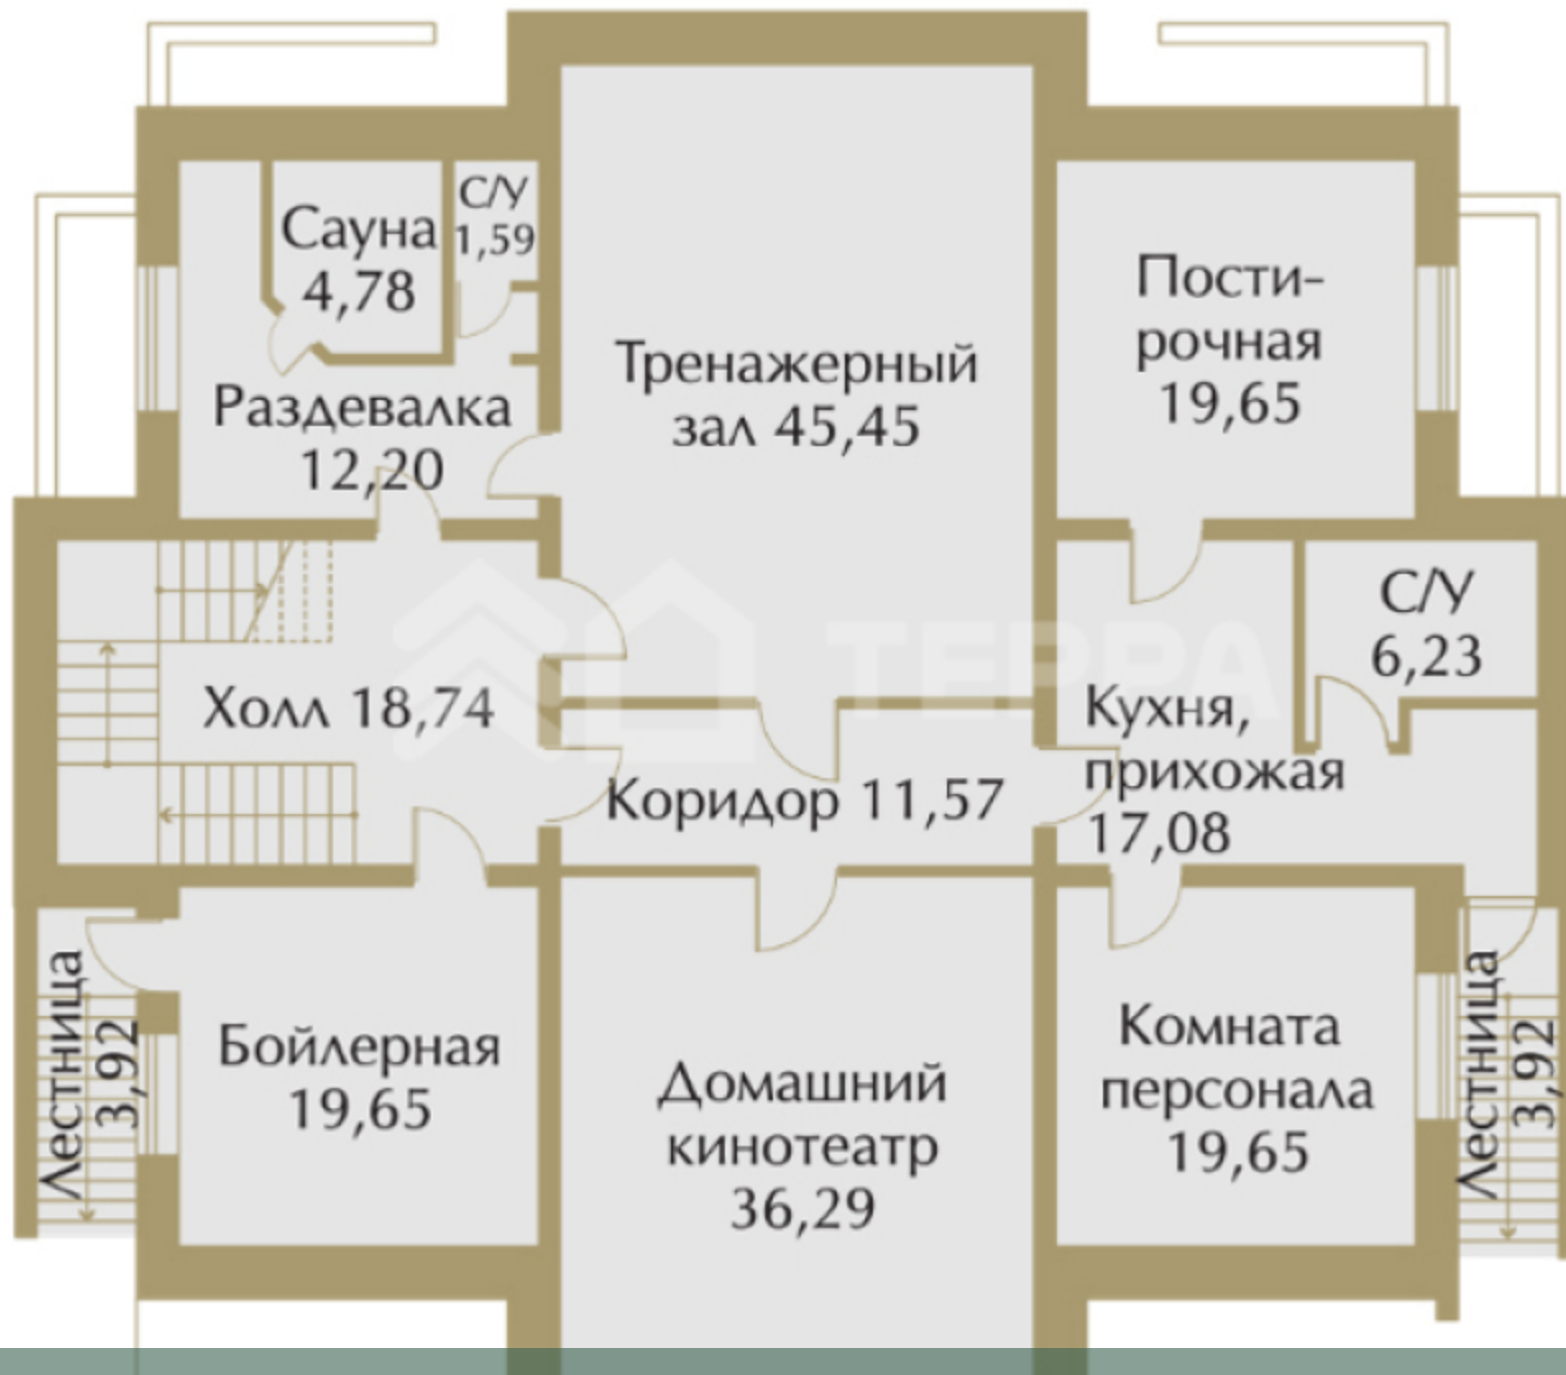 Сауна
4,78
С/У
1,59
Раздевалка
12,20
Тренажерный
зал 45,45
Пости-
рочная
19,65
С/У
6,23
Холл 18,74
ТЕРРА
Коридор 11,57
Кухня,
прихожая
17,08
Лестница
3,92
Бойлерная
19,65
Домашний
кинотеатр
36,29
Комната
персонала
19,65
Лестница
3,92